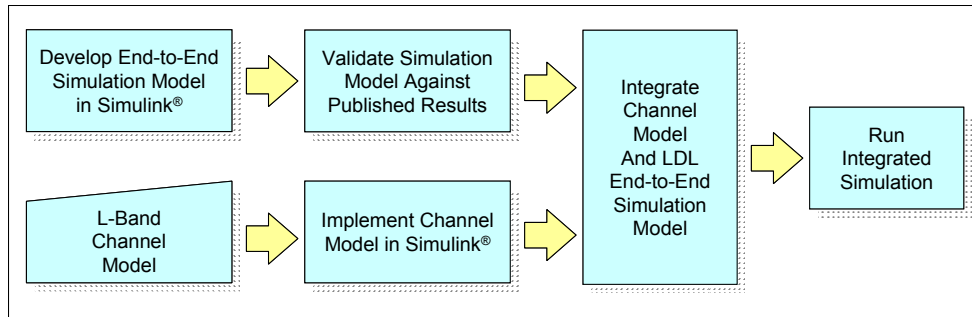 Develop End-to-End
Simulation Model
in Simulink®
Validate Simulation
Model Against
Published Results
L-Band
Channel
Model
Implement Channel
Model in Simulink®
Integrate
Channel
Model
And LDL
End-to-End
Simulation
Model
Run
Integrated
Simulation